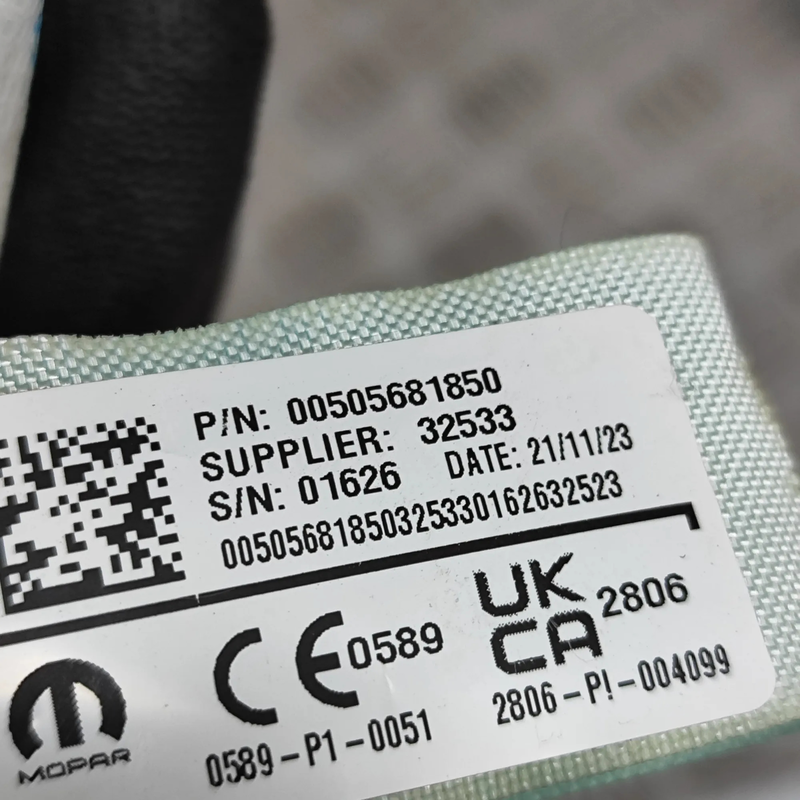 P/N: 00505681850
SUPPLIER: 32533
S/N: 01626 DATE: 21/11/23
00505681850325330162632523
CE 0589
0589-P1-0051
UK
CA 2806
2806-P!-004099
MOPAR